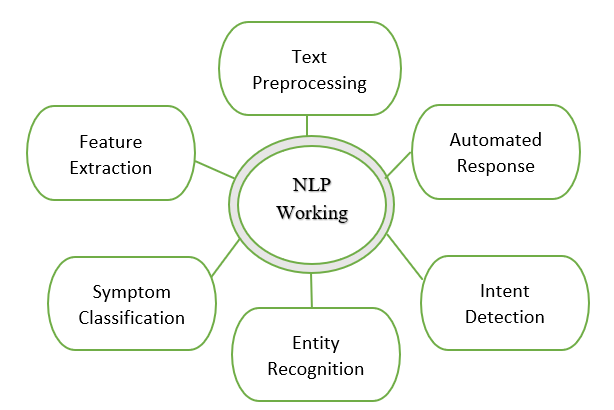 Text
Preprocessing
Feature
Extraction
Automated
Response
NLP
Working
Symptom
Classification
Intent
Detection
Entity
Recognition